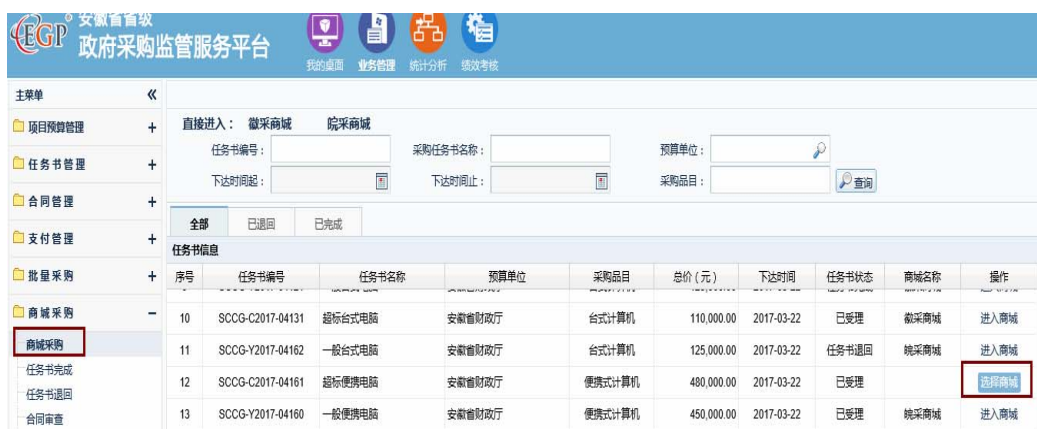 EGP 安徽省省级
政府采购监管服务平台
我的桌面 业务管理 统计分析 绩效考核
主菜单 «
项目预算管理 +
任务书管理 +
合同管理 +
支付管理 +
批量采购 +
商城采购 −
商城采购
任务书完成
任务书退回
合同审查
直接进入： 徽采商城 皖采商城
任务书编号： 采购任务书名称： 预算单位：
下达时间起： 下达时间止： 采购品目： 查询
全部 已退回 已完成
任务书信息
序号 任务书编号 任务书名称 预算单位 采购品目 总价（元） 下达时间 任务书状态 商城名称 操作
10 SCCG-C2017-04131 超标台式电脑 安徽省财政厅 台式计算机 110,000.00 2017-03-22 已受理 徽采商城 进入商城
11 SCCG-Y2017-04162 一般台式电脑 安徽省财政厅 台式计算机 125,000.00 2017-03-22 任务书退回 皖采商城 进入商城
12 SCCG-C2017-04161 超标便携电脑 安徽省财政厅 便携式计算机 480,000.00 2017-03-22 已受理 选择商城
13 SCCG-Y2017-04160 一般便携电脑 安徽省财政厅 便携式计算机 450,000.00 2017-03-22 已受理 皖采商城 进入商城